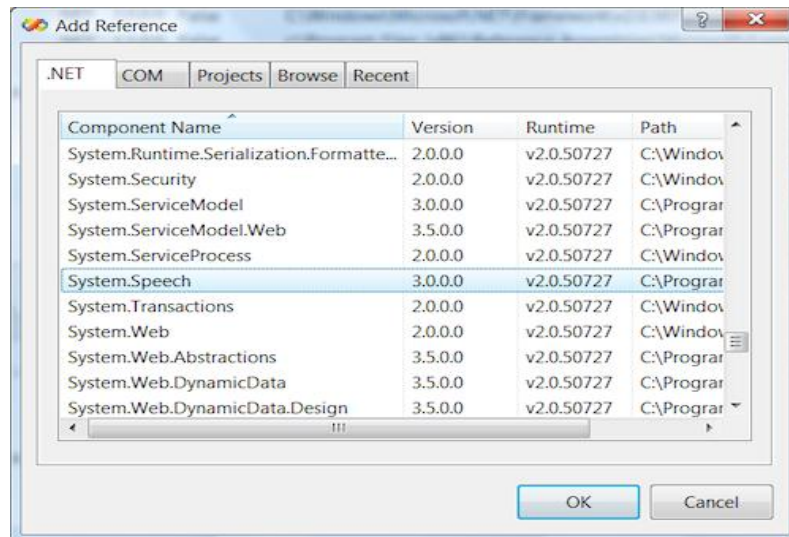 Add Reference
.NET COM Projects Browse Recent
Component Name Version Runtime Path
System.Runtime.Serialization.Formatte... 2.0.0.0 v2.0.50727 C:\Window
System.Security 2.0.0.0 v2.0.50727 C:\Window
System.ServiceModel 3.0.0.0 v2.0.50727 C:\Prograr
System.ServiceModel.Web 3.5.0.0 v2.0.50727 C:\Prograr
System.ServiceProcess 2.0.0.0 v2.0.50727 C:\Window
System.Speech 3.0.0.0 v2.0.50727 C:\Prograr
System.Transactions 2.0.0.0 v2.0.50727 C:\Window
System.Web 2.0.0.0 v2.0.50727 C:\Window
System.Web.Abstractions 3.5.0.0 v2.0.50727 C:\Prograr
System.Web.DynamicData 3.5.0.0 v2.0.50727 C:\Prograr
System.Web.DynamicData.Design 3.5.0.0 v2.0.50727 C:\Prograr
OK Cancel